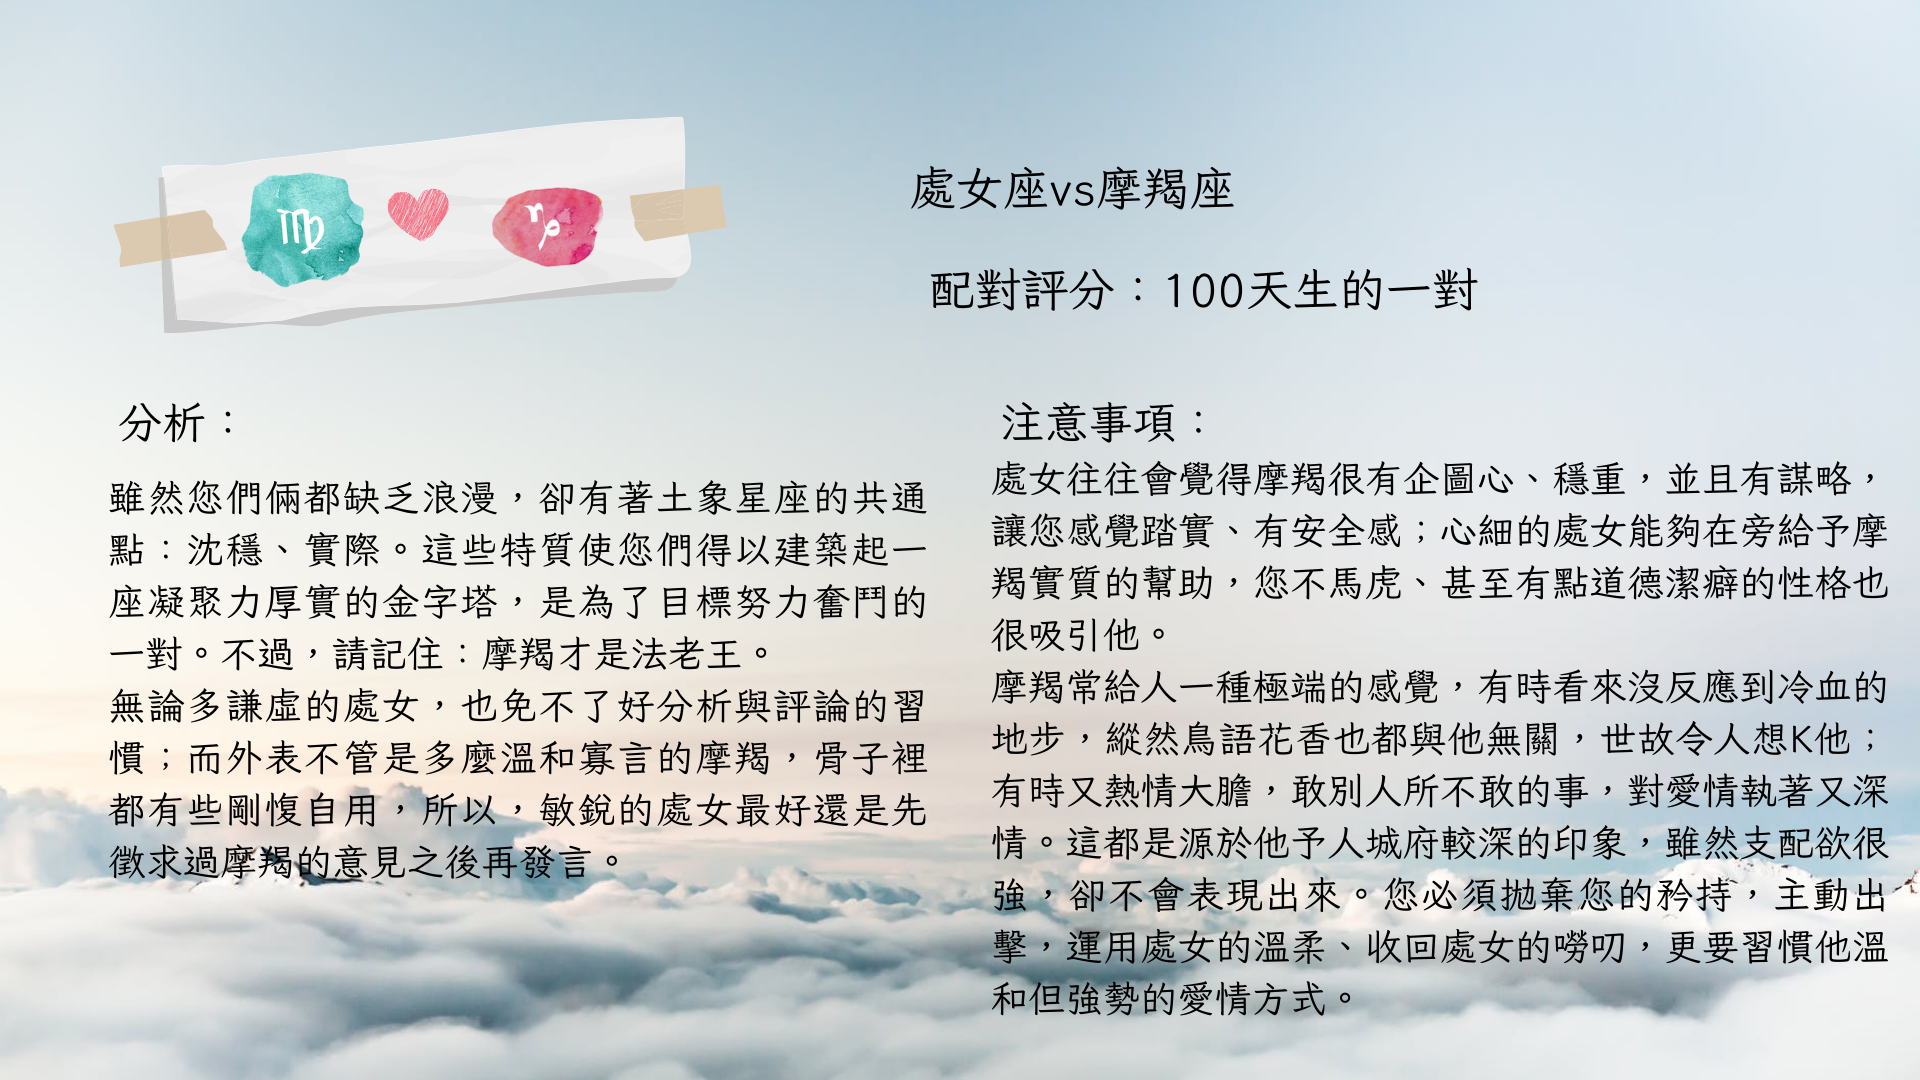 ♍ ♑
處女座vs摩羯座
配對評分：100天生的一對
分析：
雖然您們倆都缺乏浪漫，卻有著土象星座的共通
點：沈穩、實際。這些特質使您們得以建築起一
座凝聚力厚實的金字塔，是為了目標努力奮鬥的
一對。不過，請記住：摩羯才是法老王。
無論多謙虛的處女，也免不了好分析與評論的習
慣；而外表不管是多麼溫和寡言的摩羯，骨子裡
都有些剛愎自用，所以，敏銳的處女最好還是先
徵求過摩羯的意見之後再發言。
注意事項：
處女往往會覺得摩羯很有企圖心、穩重，並且有謀略，
讓您感覺踏實、有安全感；心細的處女能夠在旁給予摩
羯實質的幫助，您不馬虎、甚至有點道德潔癖的性格也
很吸引他。
摩羯常給人一種極端的感覺，有時看來沒反應到冷血的
地步，縱然鳥語花香也都與他無關，世故令人想K他；
有時又熱情大膽，敢別人所不敢的事，對愛情執著又深
情。這都是源於他予人城府較深的印象，雖然支配欲很
強，卻不會表現出來。您必須拋棄您的矜持，主動出
擊，運用處女的溫柔、收回處女的嘮叨，更要習慣他溫
和但強勢的愛情方式。